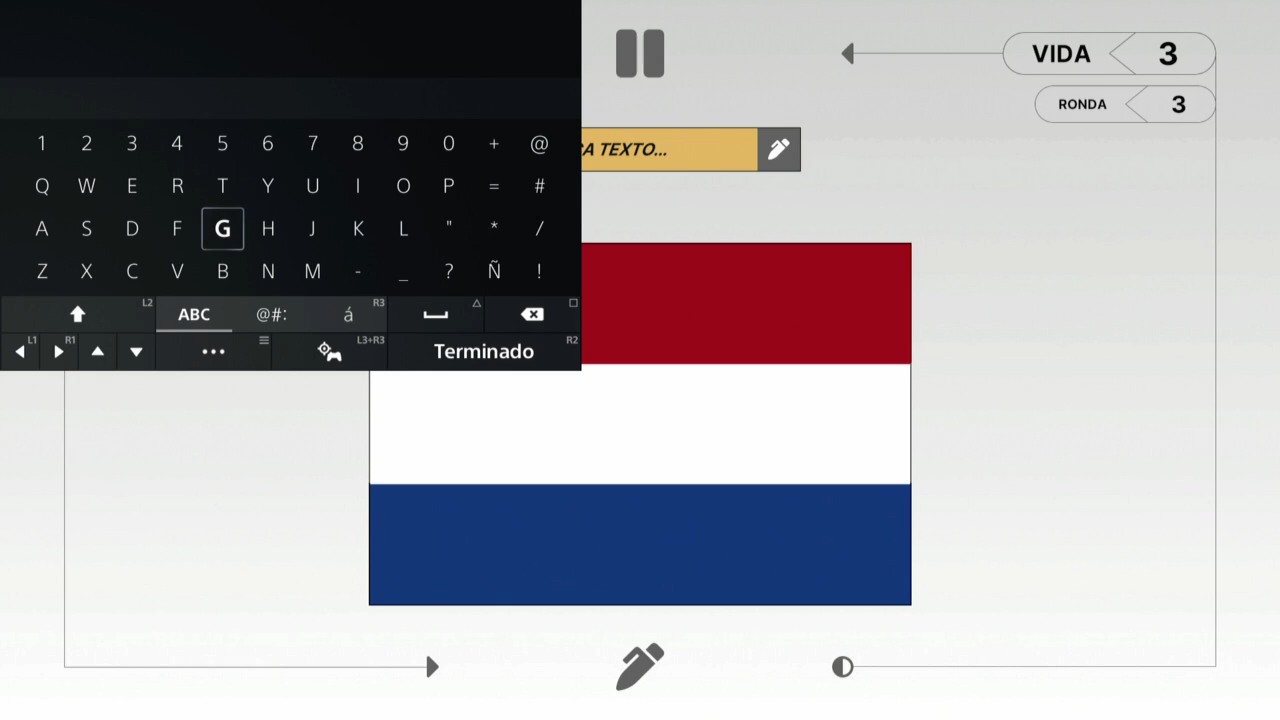 VIDA 3
RONDA 3
A TEXTO...
1 2 3 4 5 6 7 8 9 0 + @
Q W E R T Y U I O P = #
A S D F G H J K L " * /
Z X C V B N M - _ ? Ñ !
L2 ABC @#: á R3
L1 R1 L3+R3 Terminado R2